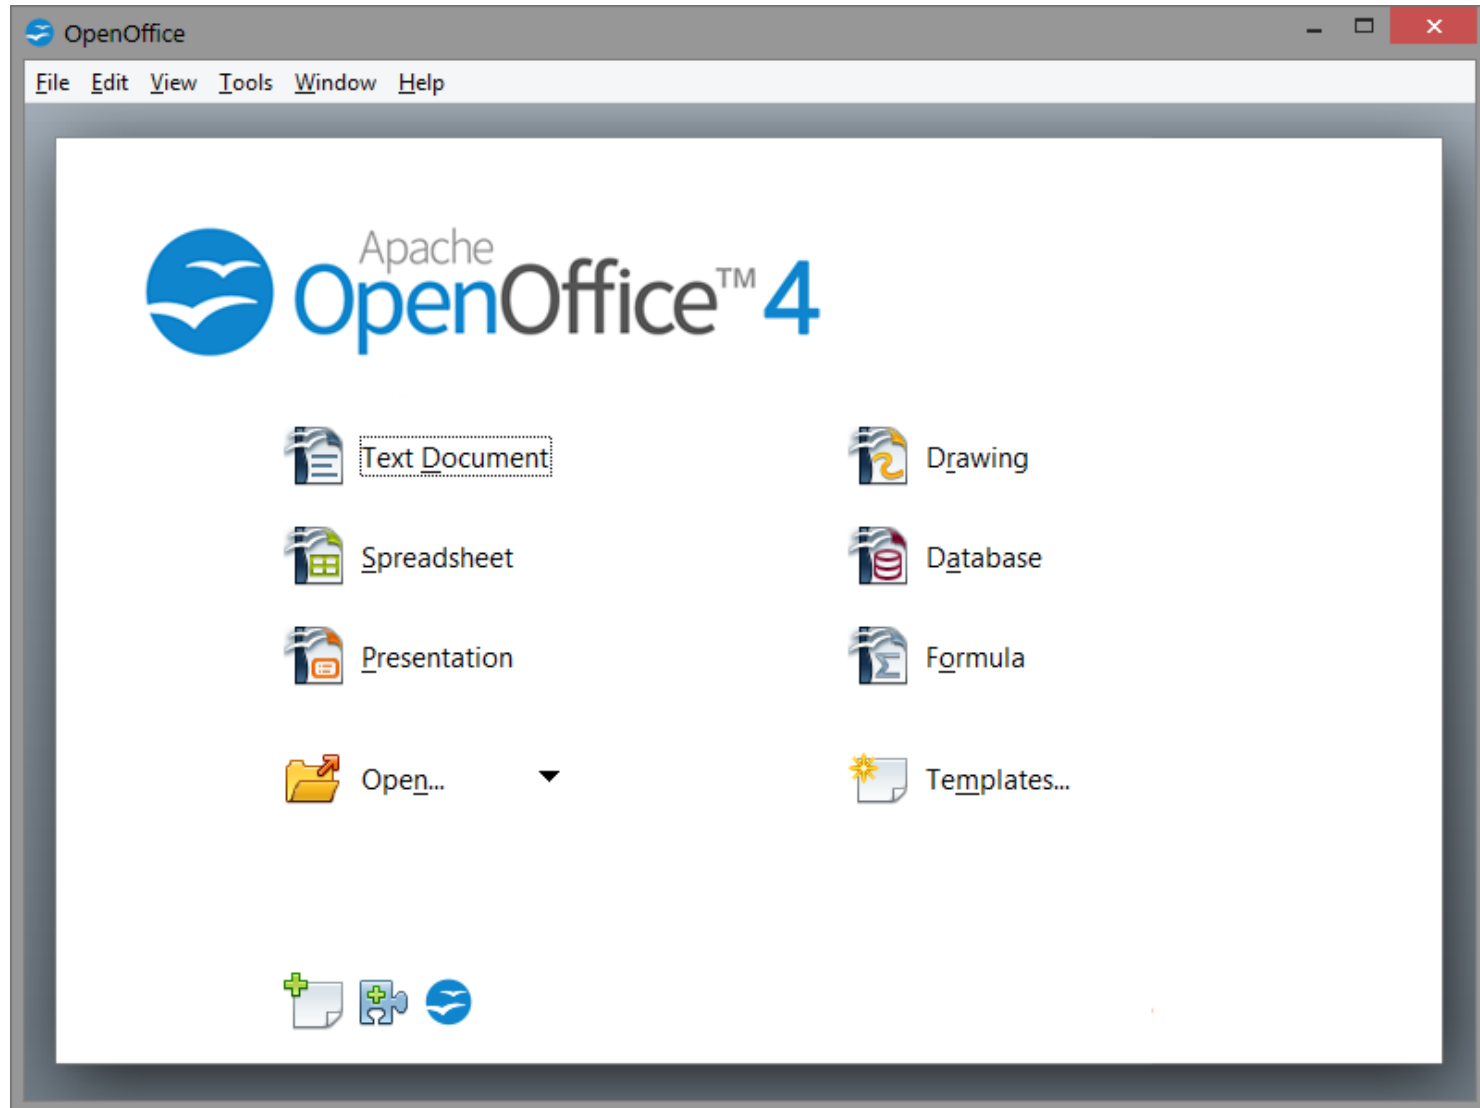 OpenOffice
File Edit View Tools Window Help
Apache
OpenOffice™ 4
Text Document
Drawing
Spreadsheet
Database
Presentation
Formula
Open...
Templates...